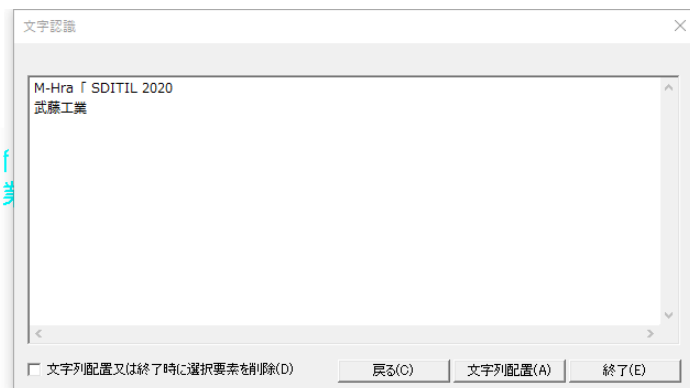 文字認識
M-Hra「 SDITIL 2020
武藤工業
f
業
文字列配置又は終了時に選択要素を削除(D)
戻る(C)
文字列配置(A)
終了(E)